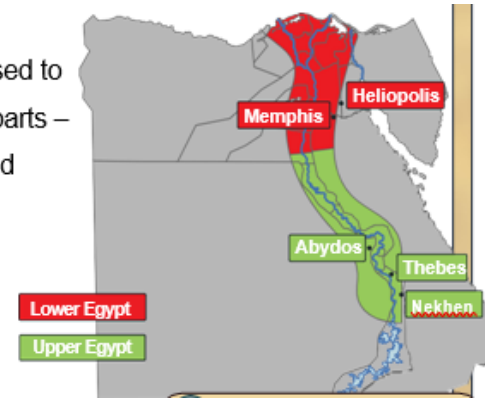 sed to
parts –
d
Heliopolis
Memphis
Abydos
Thebes
Nekhen
Lower Egypt
Upper Egypt